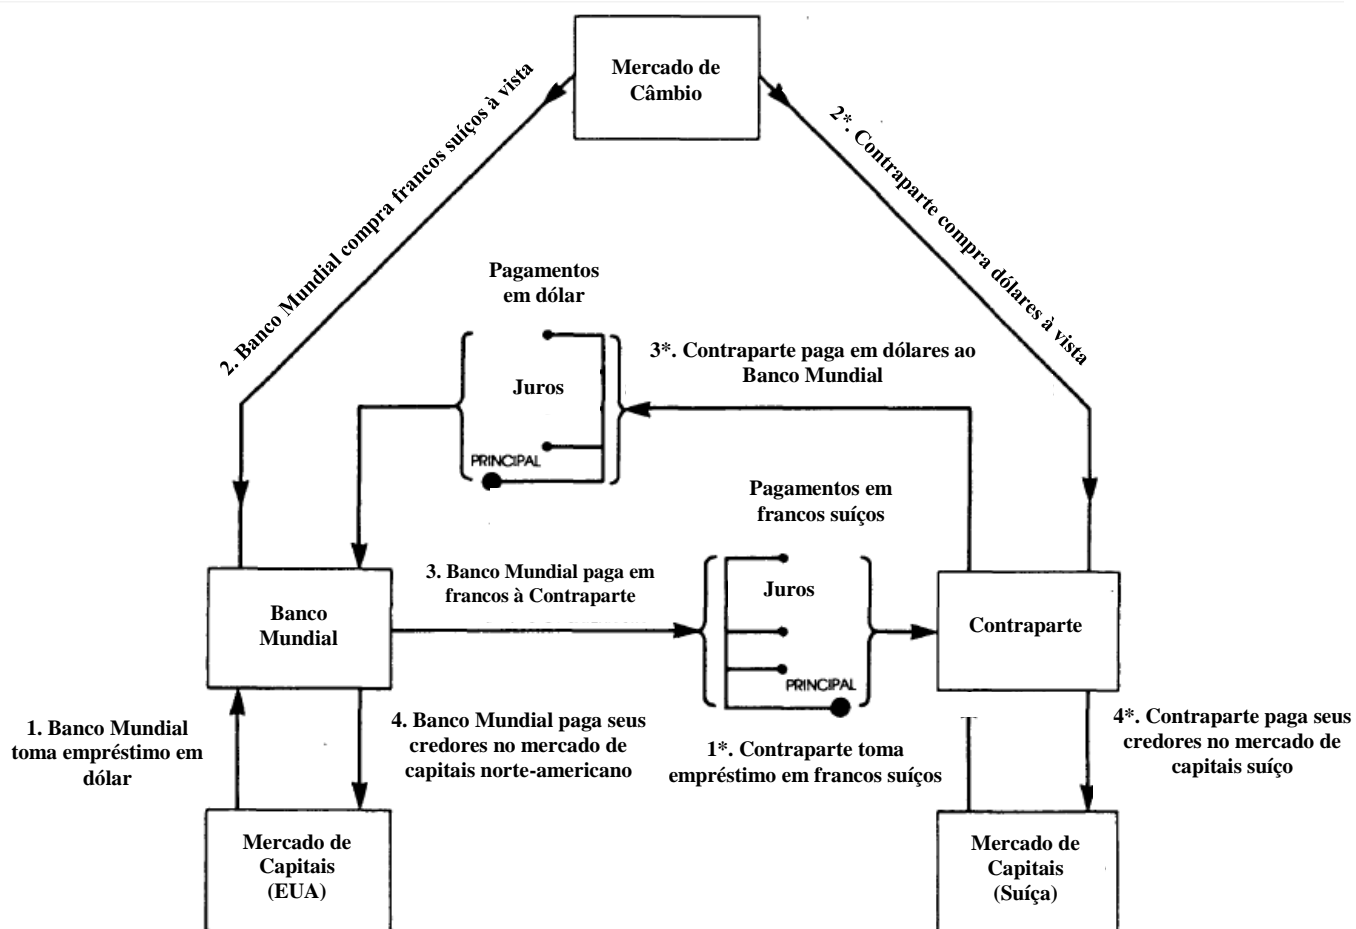 Mercado de
Câmbio
2. Banco Mundial compra francos suíços à vista
2*. Contraparte compra dólares à vista
Pagamentos
em dólar
Juros
PRINCIPAL
3*. Contraparte paga em dólares ao
Banco Mundial
Pagamentos em
francos suíços
Juros
PRINCIPAL
3. Banco Mundial paga em
francos à Contraparte
Banco
Mundial
Contraparte
1. Banco Mundial
toma empréstimo em
dólar
4. Banco Mundial paga seus
credores no mercado de
capitais norte-americano
1*. Contraparte toma
empréstimo em francos suíços
4*. Contraparte paga seus
credores no mercado de
capitais suíço
Mercado de
Capitais
(EUA)
Mercado de
Capitais
(Suíça)